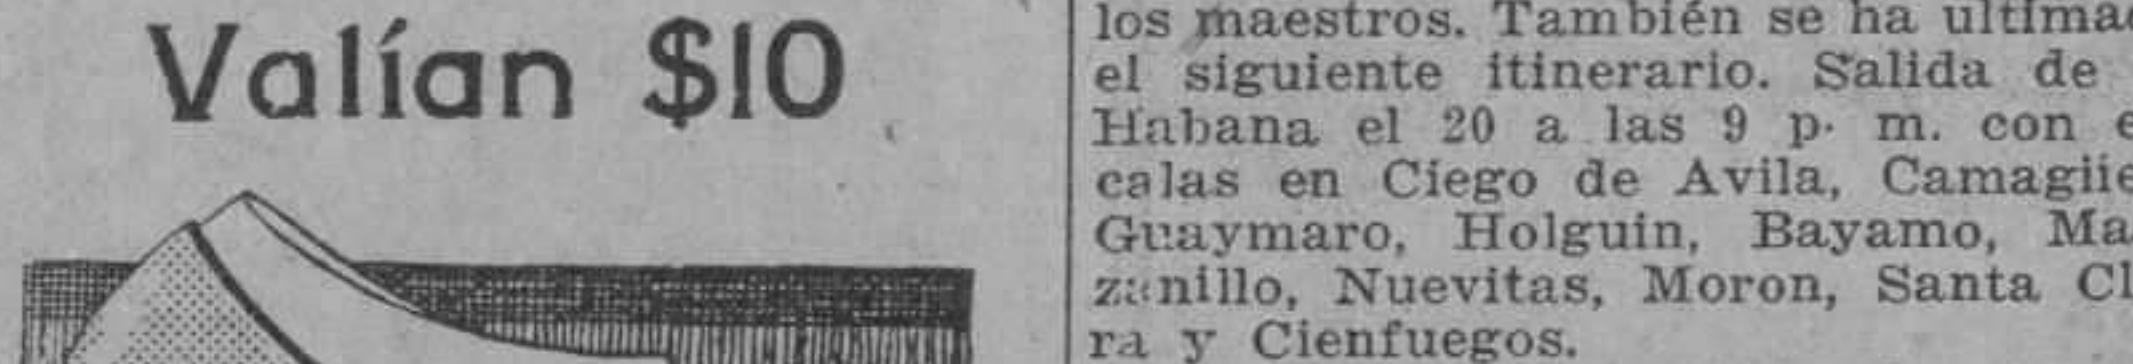 Valían $10
los maestros. También se ha ultimad
el siguiente itinerario. Salida de
Habana el 20 a las 9 p. m. con e
calas en Ciego de Avila, Camagüe
Guaymaro, Holguin, Bayamo, Ma
zanillo, Nuevitas, Moron, Santa Cl
ra y Cienfuegos.